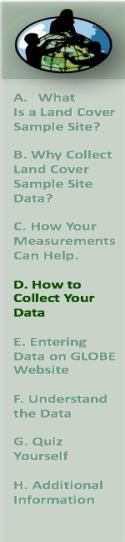 A. What
Is a Land Cover
Sample Site?
B. Why Collect
Land Cover
Sample Site
Data?
C. How Your
Measurements
Can Help.
D. How to
Collect Your
Data
E. Entering
Data on GLOBE
Website
F. Understand
the Data
G. Quiz
Yourself
H. Additional
Information